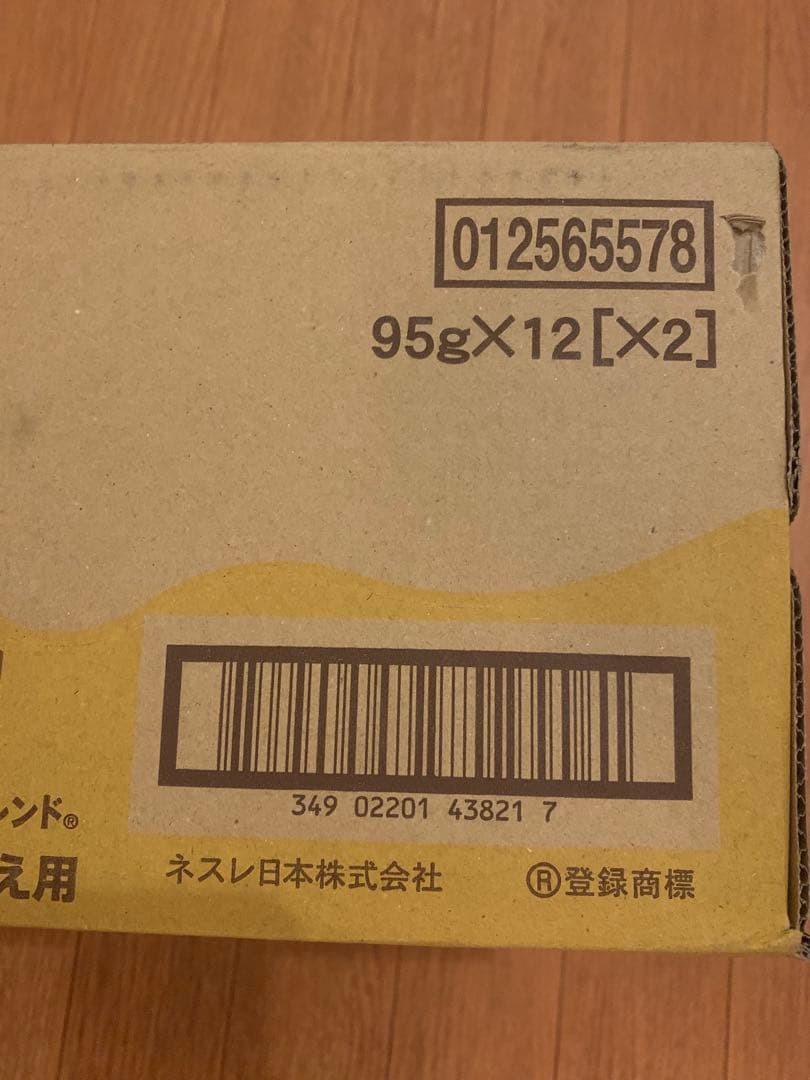 012565578
95g×12[×2]
349 02201 43821 7
ンド®
え用
ネスレ日本株式会社
®登録商標